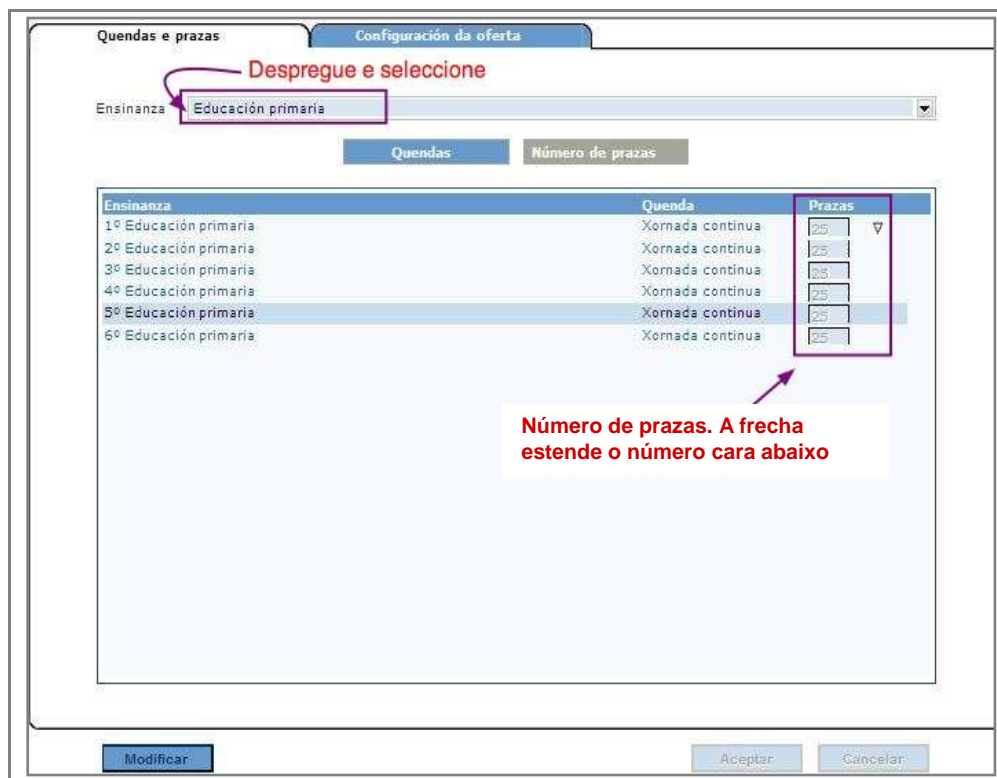 Quendas e prazas Configuración da oferta
Despregue e seleccione
Ensinanza Educación primaria
Quendas Número de prazas
Ensinanza Quenda Prazas
1º Educación primaria Xornada continua 25
2º Educación primaria Xornada continua 25
3º Educación primaria Xornada continua 25
4º Educación primaria Xornada continua 25
5º Educación primaria Xornada continua 25
6º Educación primaria Xornada continua 25
Número de prazas. A frecha
estende o número cara abaixo
Modificar Aceptar Cancelar